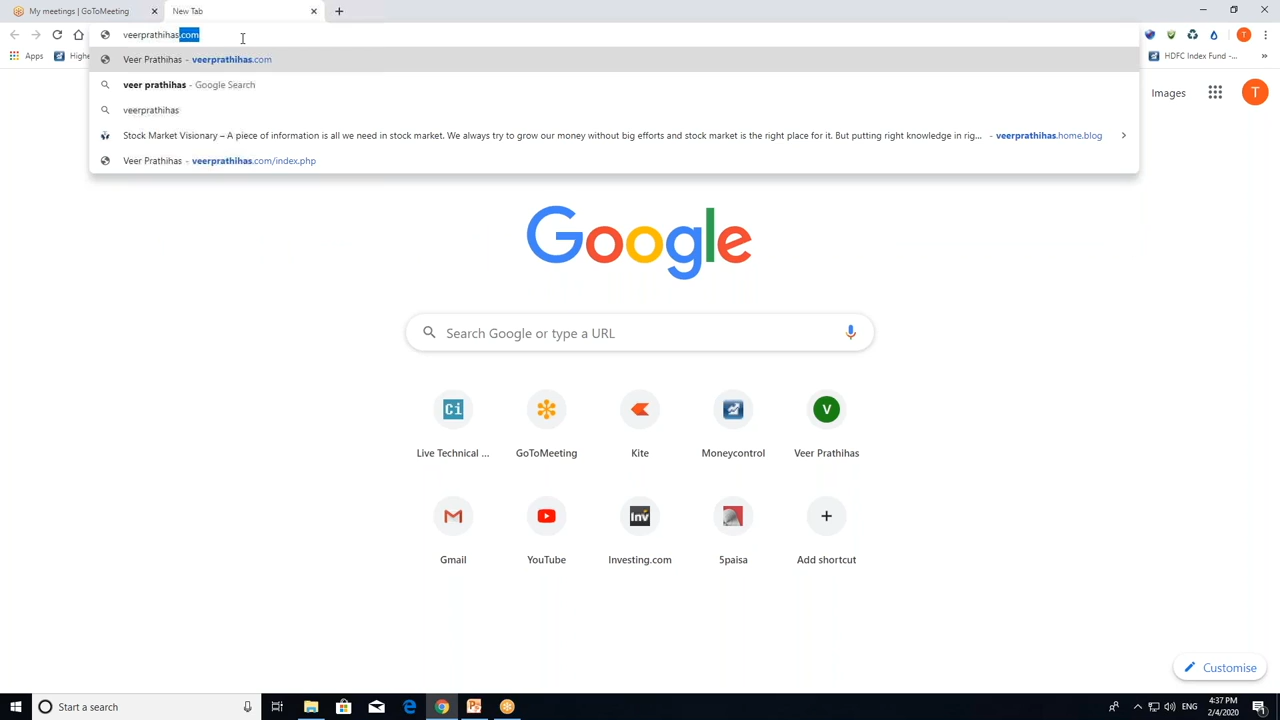 My meetings | GoToMeeting
New Tab
veerprathihas.com
Apps
Highe
HDFC Index Fund -...
»
Veer Prathihas - veerprathihas.com
veer prathihas - Google Search
veerprathihas
Stock Market Visionary – A piece of information is all we need in stock market. We always try to grow our money without big efforts and stock market is the right place for it. But putting right knowledge in rig... - veerprathihas.home.blog
Veer Prathihas - veerprathihas.com/index.php
Images
T
T
Google
Search Google or type a URL
Ci
V
Live Technical ...
GoToMeeting
Kite
Moneycontrol
Veer Prathihas
Inv
Gmail
YouTube
Investing.com
5paisa
Add shortcut
Customise
Start a search
ENG
4:37 PM
2/4/2020
1